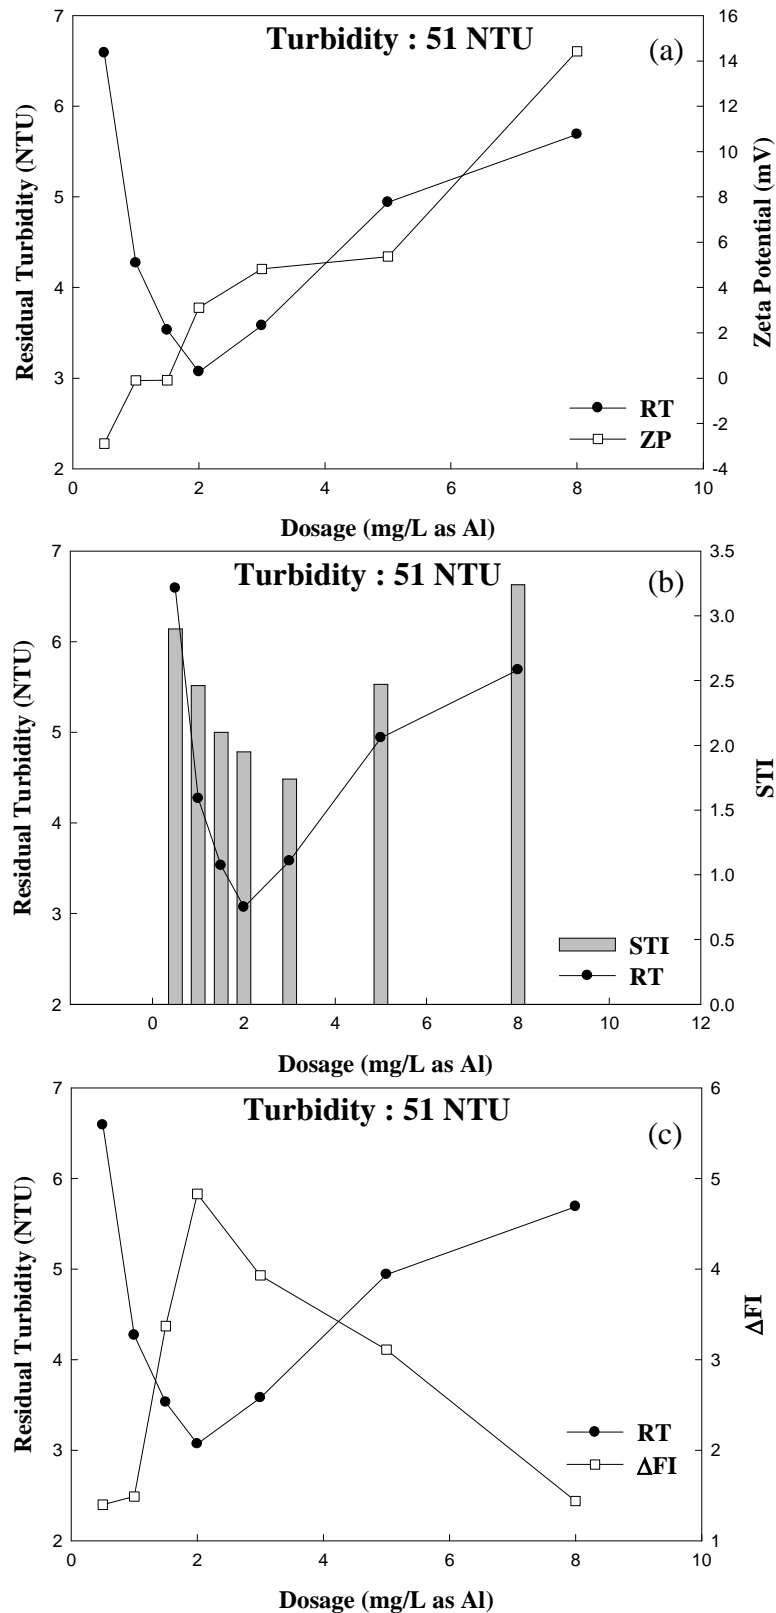 Turbidity : 51 NTU
(a)
7
6
5
4
3
2
Residual Turbidity (NTU)
16
14
12
10
8
6
4
2
0
-2
-4
Zeta Potential (mV)
RT
ZP
0 2 4 6 8 10
Dosage (mg/L as Al)
Turbidity : 51 NTU
(b)
7
6
5
4
3
2
Residual Turbidity (NTU)
3.5
3.0
2.5
2.0
1.5
1.0
0.5
0.0
STI
STI
RT
0 2 4 6 8 10 12
Dosage (mg/L as Al)
Turbidity : 51 NTU
(c)
7
6
5
4
3
2
Residual Turbidity (NTU)
6
5
4
3
2
1
ΔFI
RT
ΔFI
0 2 4 6 8 10
Dosage (mg/L as Al)